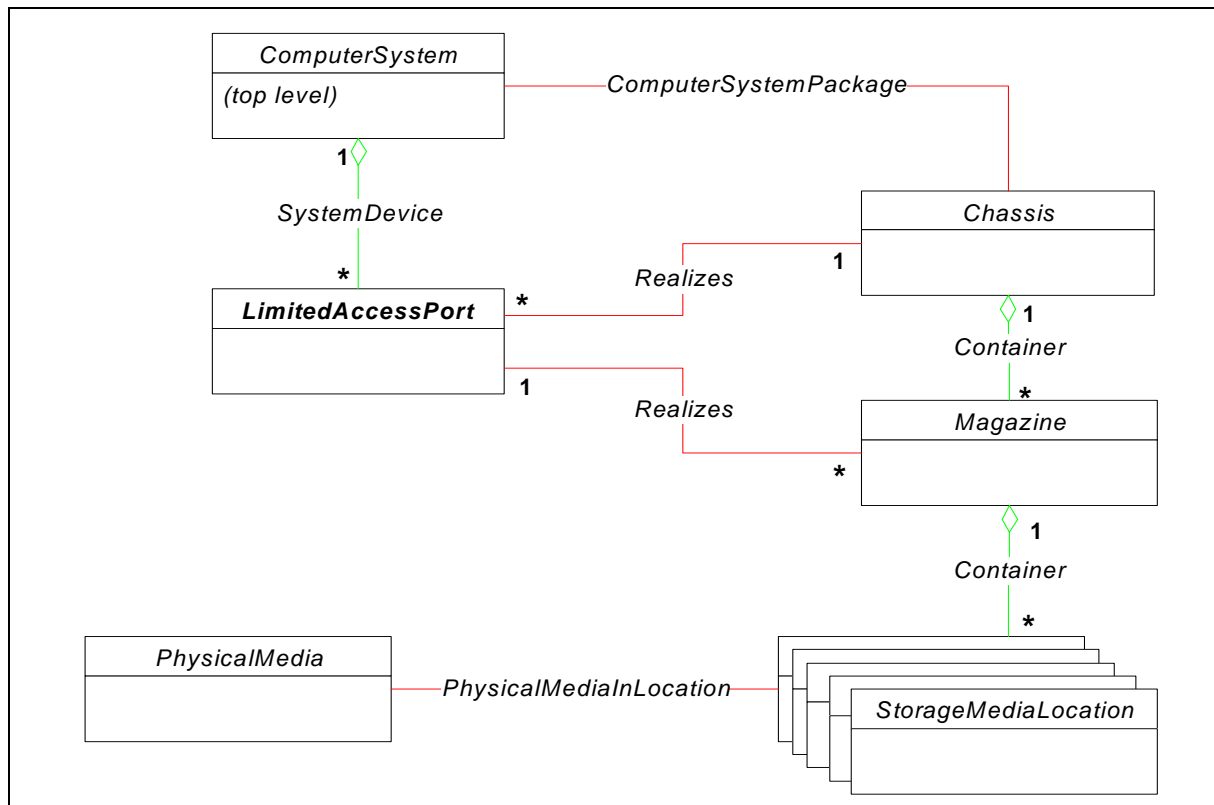 ComputerSystem
(top level)
ComputerSystemPackage
1
SystemDevice
*
Chassis
1
Realizes
*
LimitedAccessPort
1
Container
*
1
Realizes
*
Magazine
1
Container
*
PhysicalMedia
PhysicalMediaInLocation
StorageMediaLocation